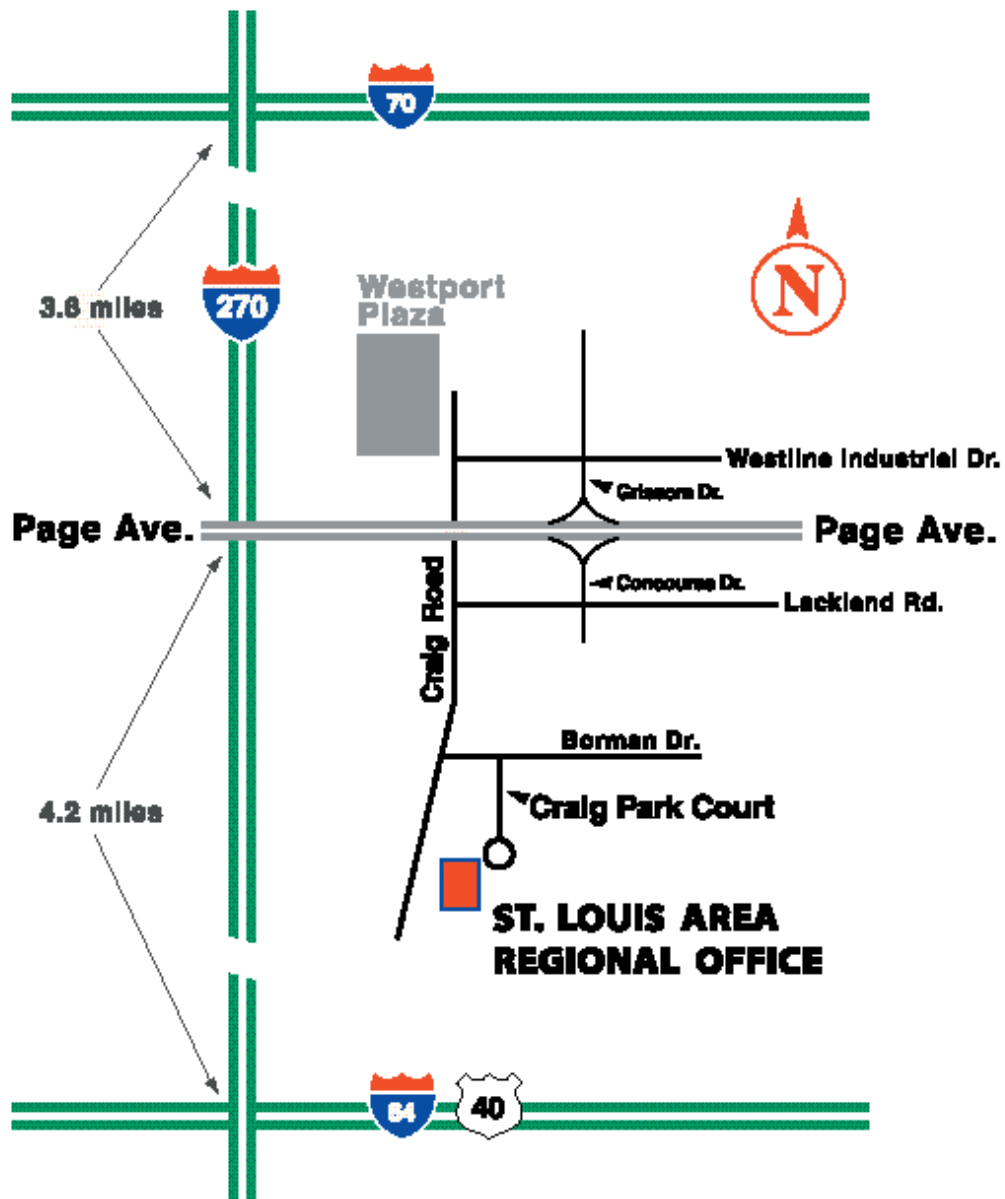 70
N
Westport
Plaza
270
3.6 miles
Westline Industrial Dr.
Grissom Dr.
Page Ave.
Page Ave.
Concourse Dr.
Lackland Rd.
Craig Road
Borman Dr.
Craig Park Court
4.2 miles
ST. LOUIS AREA
REGIONAL OFFICE
64
40